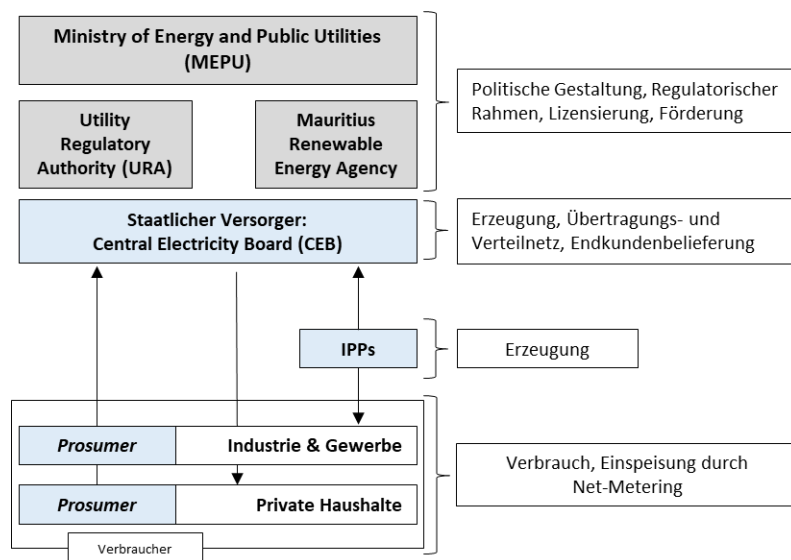 Ministry of Energy and Public Utilities
(MEPU)
Utility
Regulatory
Authority (URA)
Mauritius
Renewable
Energy Agency
Politische Gestaltung, Regulatorischer
Rahmen, Lizensierung, Förderung
Staatlicher Versorger:
Central Electricity Board (CEB)
Erzeugung, Übertragungs- und
Verteilnetz, Endkundenbelieferung
IPPs
Erzeugung
Prosumer
Industrie & Gewerbe
Prosumer
Private Haushalte
Verbrauch, Einspeisung durch
Net-Metering
Verbraucher